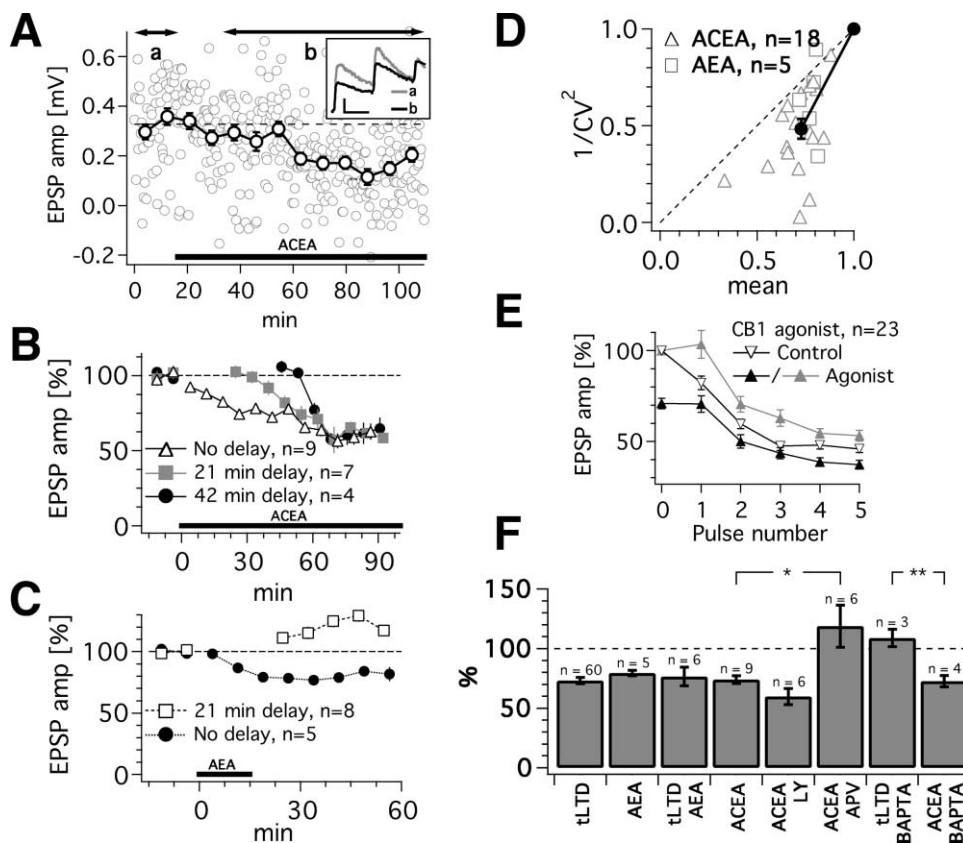 A
EPSP amp [mV]
0.6
0.4
0.2
0.0
-0.2
a
b
a
b
ACEA
0 20 40 60 80 100
min
B
EPSP amp [%]
100
50
0
No delay, n=9
21 min delay, n=7
42 min delay, n=4
ACEA
0 30 60 90
min
C
EPSP amp [%]
100
50
0
21 min delay, n=8
No delay, n=5
AEA
0 30 60
min
D
1/CV²
1.0
0.5
0.0
ACEA, n=18
AEA, n=5
0.0 0.5 1.0
mean
E
EPSP amp [%]
100
50
CB1 agonist, n=23
Control
/ Agonist
0 1 2 3 4 5
Pulse number
F
%
150
100
50
0
* **
n = 60
n = 5
n = 6
n = 9
n = 6
n = 6
n = 3
n = 4
tLTD
AEA
tLTD
AEA
ACEA
ACEA
LY
ACEA
APV
tLTD
BAPTA
ACEA
BAPTA